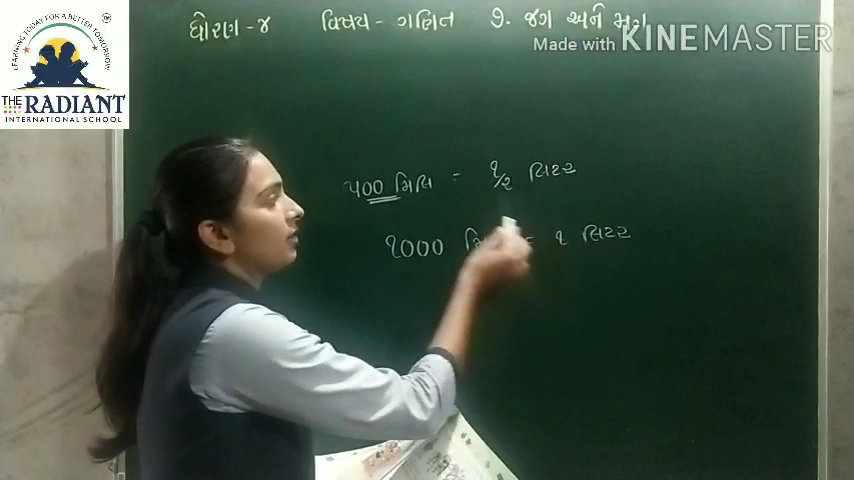 LEARNING TODAY FOR A BETTER TOMORROW
THE RADIANT
INTERNATIONAL SCHOOL
ધોરણ - ૪ વિષય - ગણિત ૭. જગ અને મગ
Made with KINEMASTER
૫૦૦ મિલિ = ૧/૨ લિટર
૧૦૦૦ = ૧ લિટર